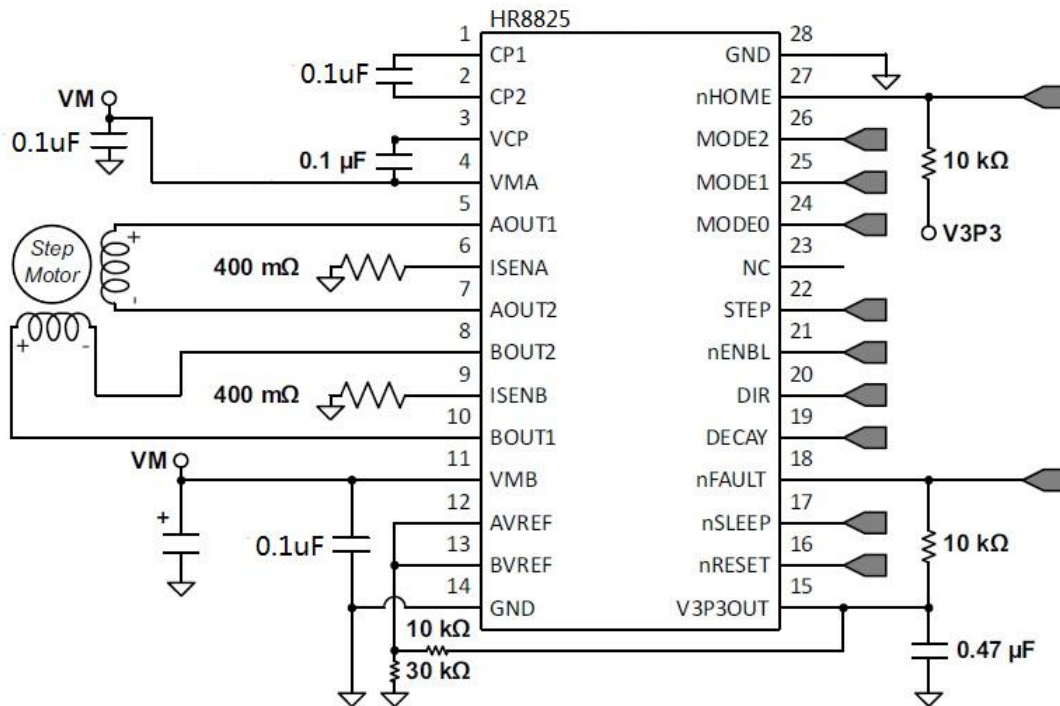 HR8825
1
CP1
0.1uF
2
CP2
3
VCP
0.1 µF
4
VMA
VM
0.1uF
5
AOUT1
6
ISENA
400 mΩ
7
AOUT2
8
BOUT2
9
ISENB
400 mΩ
10
BOUT1
11
VMB
VM
12
AVREF
13
BVREF
14
GND
Step
Motor
+
-
+
-
+
0.1uF
10 kΩ
30 kΩ
28
GND
27
nHOME
26
MODE2
25
MODE1
24
MODE0
23
NC
22
STEP
21
nENBL
20
DIR
19
DECAY
18
nFAULT
17
nSLEEP
16
nRESET
15
V3P3OUT
10 kΩ
V3P3
10 kΩ
0.47 µF